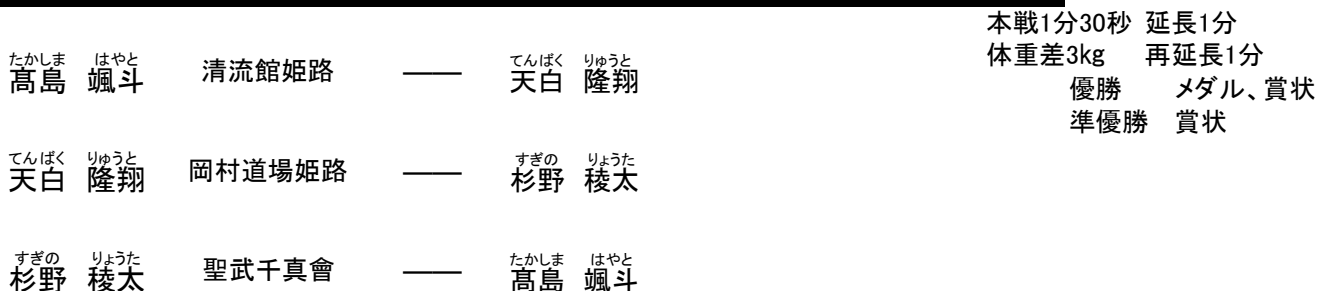 本戦1分30秒 延長1分
体重差3kg 再延長1分
優勝 メダル、賞状
準優勝 賞状
たかしま はやと てんぱく りゅうと
髙島 颯斗 清流館姫路 ―― 天白 隆翔
てんぱく りゅうと すぎの りょうた
天白 隆翔 岡村道場姫路 ―― 杉野 稜太
すぎの りょうた たかしま はやと
杉野 稜太 聖武千真會 ―― 髙島 颯斗